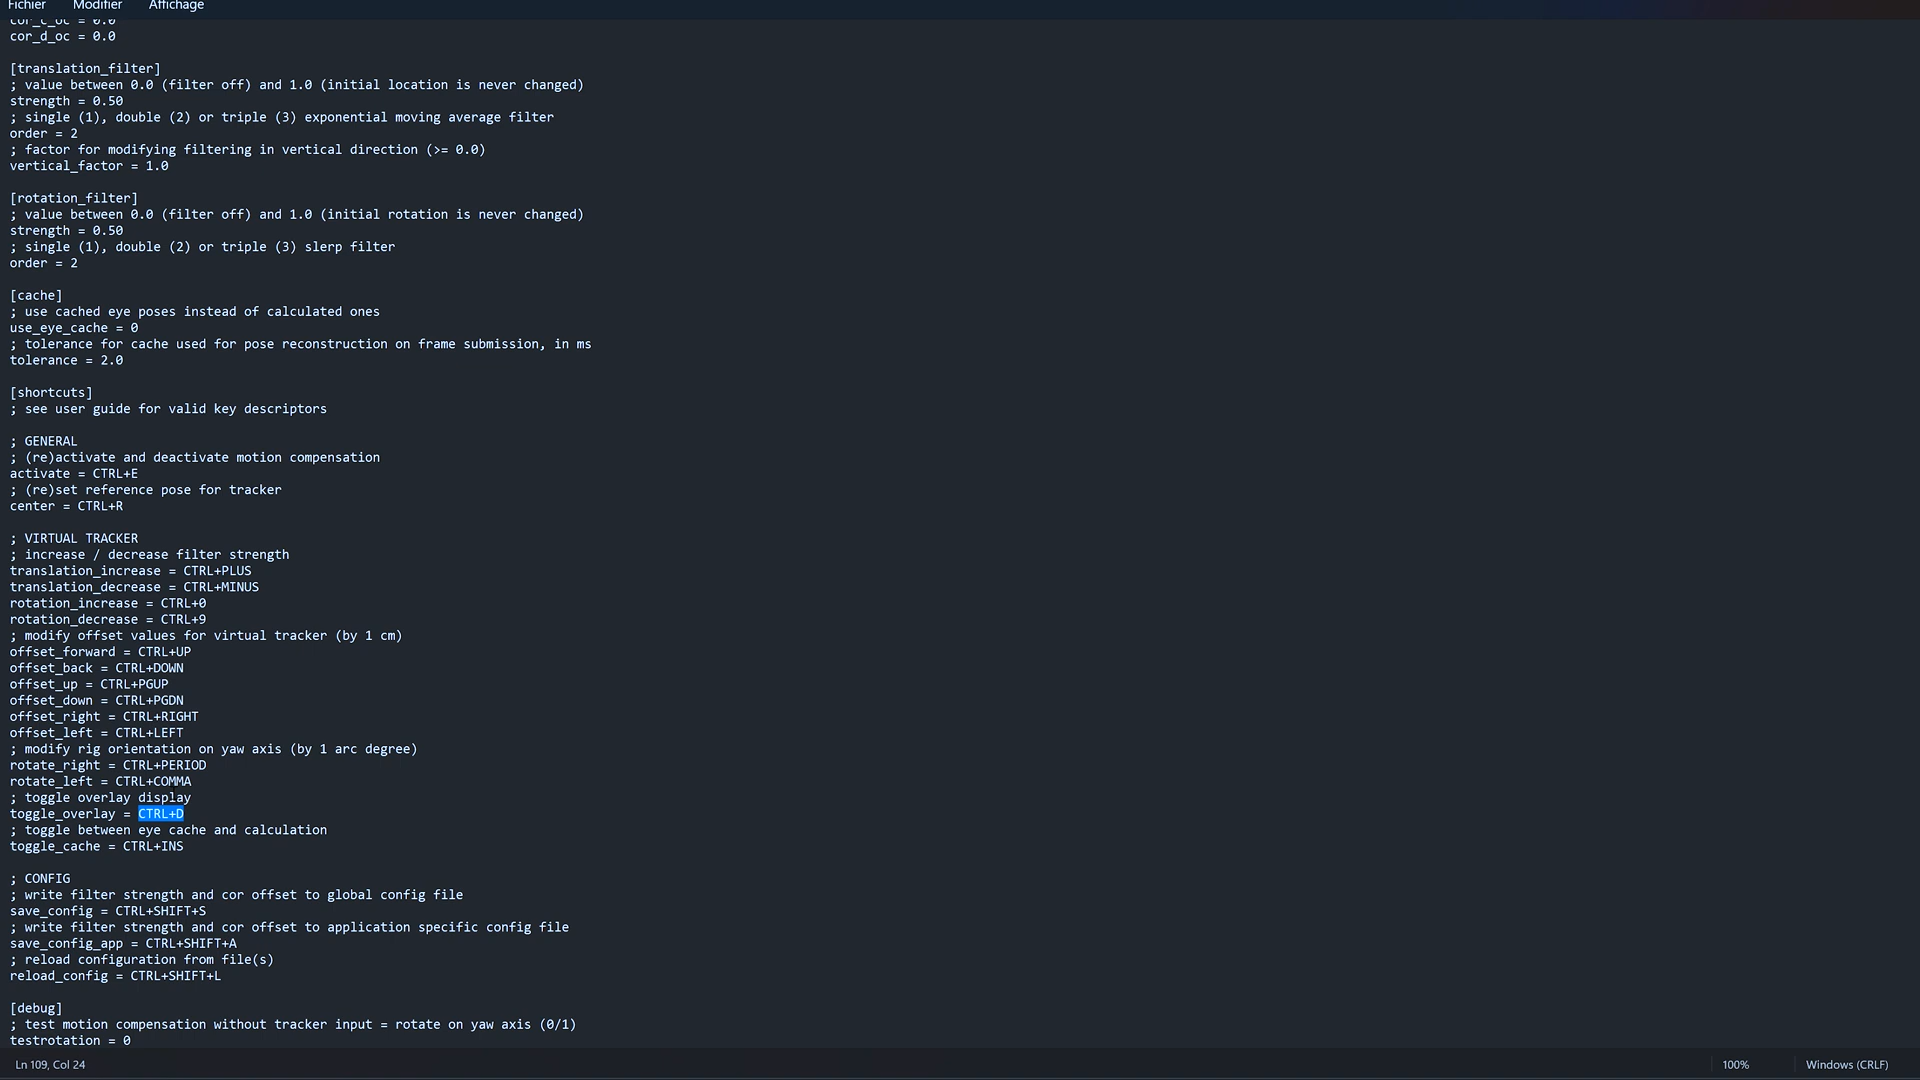 Fichier Modifier Affichage
cor_c_oc = 0.0
cor_d_oc = 0.0
[translation_filter]
; value between 0.0 (filter off) and 1.0 (initial location is never changed)
strength = 0.50
; single (1), double (2) or triple (3) exponential moving average filter
order = 2
; factor for modifying filtering in vertical direction (>= 0.0)
vertical_factor = 1.0
[rotation_filter]
; value between 0.0 (filter off) and 1.0 (initial rotation is never changed)
strength = 0.50
; single (1), double (2) or triple (3) slerp filter
order = 2
[cache]
; use cached eye poses instead of calculated ones
use_eye_cache = 0
; tolerance for cache used for pose reconstruction on frame submission, in ms
tolerance = 2.0
[shortcuts]
; see user guide for valid key descriptors
; GENERAL
; (re)activate and deactivate motion compensation
activate = CTRL+E
; (re)set reference pose for tracker
center = CTRL+R
; VIRTUAL TRACKER
; increase / decrease filter strength
translation_increase = CTRL+PLUS
translation_decrease = CTRL+MINUS
rotation_increase = CTRL+0
rotation_decrease = CTRL+9
; modify offset values for virtual tracker (by 1 cm)
offset_forward = CTRL+UP
offset_back = CTRL+DOWN
offset_up = CTRL+PGUP
offset_down = CTRL+PGDN
offset_right = CTRL+RIGHT
offset_left = CTRL+LEFT
; modify rig orientation on yaw axis (by 1 arc degree)
rotate_right = CTRL+PERIOD
rotate_left = CTRL+COMMA
; toggle overlay display
toggle_overlay = CTRL+D
; toggle between eye cache and calculation
toggle_cache = CTRL+INS
; CONFIG
; write filter strength and cor offset to global config file
save_config = CTRL+SHIFT+S
; write filter strength and cor offset to application specific config file
save_config_app = CTRL+SHIFT+A
; reload configuration from file(s)
reload_config = CTRL+SHIFT+L
[debug]
; test motion compensation without tracker input = rotate on yaw axis (0/1)
testrotation = 0
Ln 109, Col 24 100% Windows (CRLF)